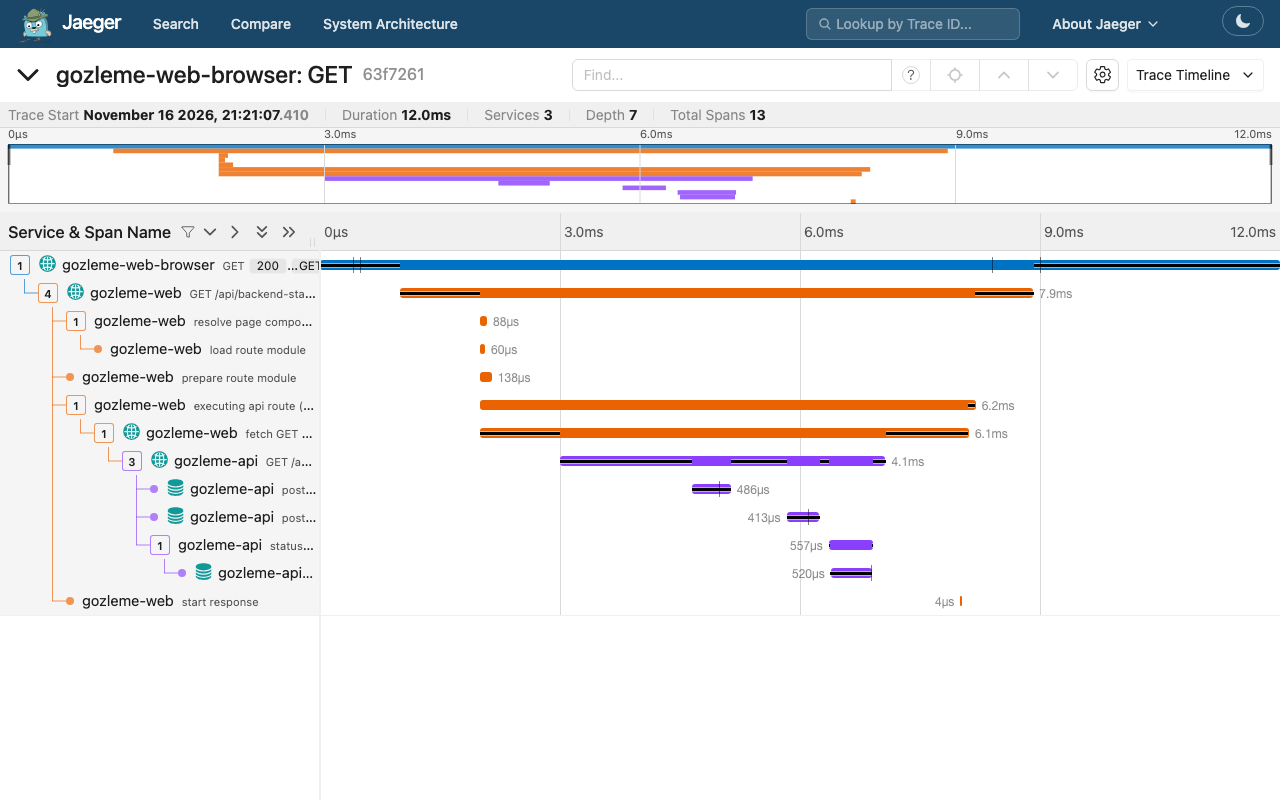 Jaeger Search Compare System Architecture Lookup by Trace ID... About Jaeger
gozleme-web-browser: GET 63f7261 Find... ? Trace Timeline
Trace Start November 16 2026, 21:21:07.410 Duration 12.0ms Services 3 Depth 7 Total Spans 13
0μs 3.0ms 6.0ms 9.0ms 12.0ms
Service & Span Name 0μs 3.0ms 6.0ms 9.0ms 12.0ms
1 gozleme-web-browser GET 200 ...GET
4 gozleme-web GET /api/backend-sta... 7.9ms
1 gozleme-web resolve page compo... 88μs
gozleme-web load route module 60μs
gozleme-web prepare route module 138μs
1 gozleme-web executing api route (... 6.2ms
1 gozleme-web fetch GET ... 6.1ms
3 gozleme-api GET /a... 4.1ms
gozleme-api post... 486μs
gozleme-api post... 413μs
1 gozleme-api status... 557μs
gozleme-api... 520μs
gozleme-web start response 4μs